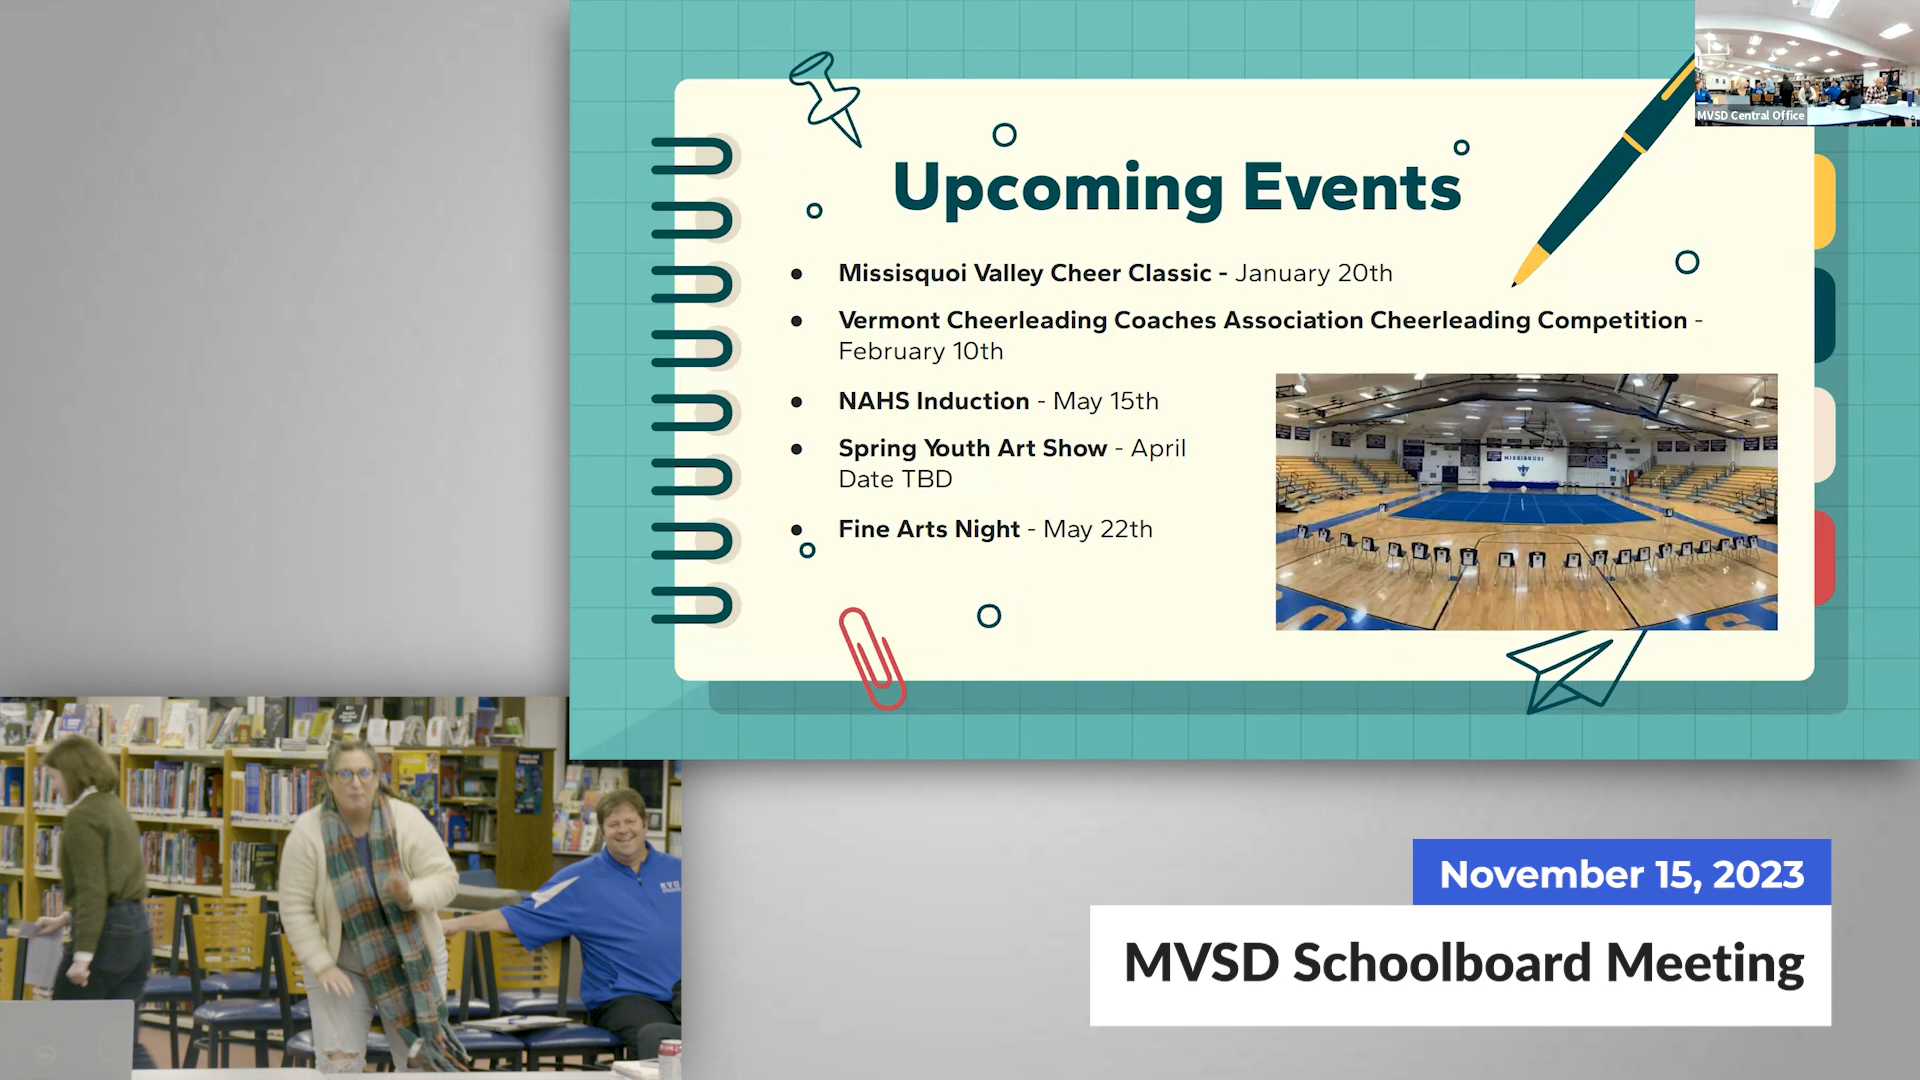 MVSD Central Office
Upcoming Events
● Missisquoi Valley Cheer Classic - January 20th
● Vermont Cheerleading Coaches Association Cheerleading Competition -
February 10th
● NAHS Induction - May 15th
● Spring Youth Art Show - April
Date TBD
● Fine Arts Night - May 22th
MISSISQUOI
MVU
November 15, 2023
MVSD Schoolboard Meeting